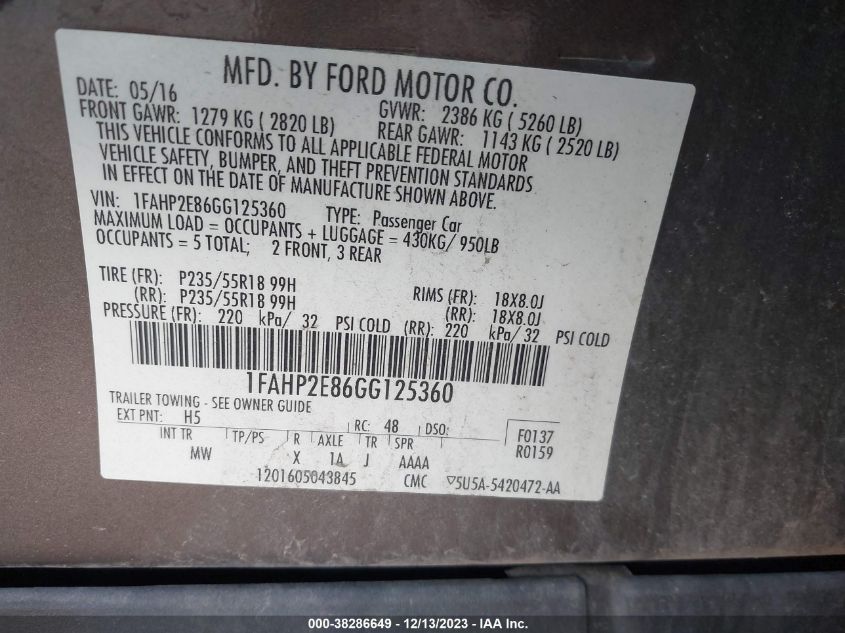 MFD. BY FORD MOTOR CO.
DATE: 05/16 GVWR: 2386 KG ( 5260 LB)
FRONT GAWR: 1279 KG ( 2820 LB) REAR GAWR: 1143 KG ( 2520 LB)
THIS VEHICLE CONFORMS TO ALL APPLICABLE FEDERAL MOTOR
VEHICLE SAFETY, BUMPER, AND THEFT PREVENTION STANDARDS
IN EFFECT ON THE DATE OF MANUFACTURE SHOWN ABOVE.
VIN: 1FAHP2E86GG125360 TYPE: Passenger Car
MAXIMUM LOAD = OCCUPANTS + LUGGAGE = 430KG/ 950LB
OCCUPANTS = 5 TOTAL; 2 FRONT, 3 REAR
TIRE (FR): P235/55R18 99H RIMS (FR): 18X8.0J
(RR): P235/55R18 99H (RR): 18X8.0J
PRESSURE (FR): 220 kPa/ 32 PSI COLD (RR): 220 kPa/ 32 PSI COLD
1FAHP2E86GG125360
TRAILER TOWING - SEE OWNER GUIDE
EXT PNT: H5 RC: 48 DSO: F0137
INT TR TP/PS R AXLE TR SPR R0159
MW X 1A J AAAA
1201605043845 CMC ▽5U5A-5420472-AA
000-38286649 - 12/13/2023 - IAA Inc.